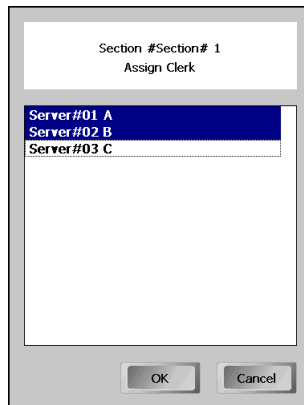 Section #Section# 1
Assign Clerk
Server#01 A
Server#02 B
Server#03 C
OK
Cancel